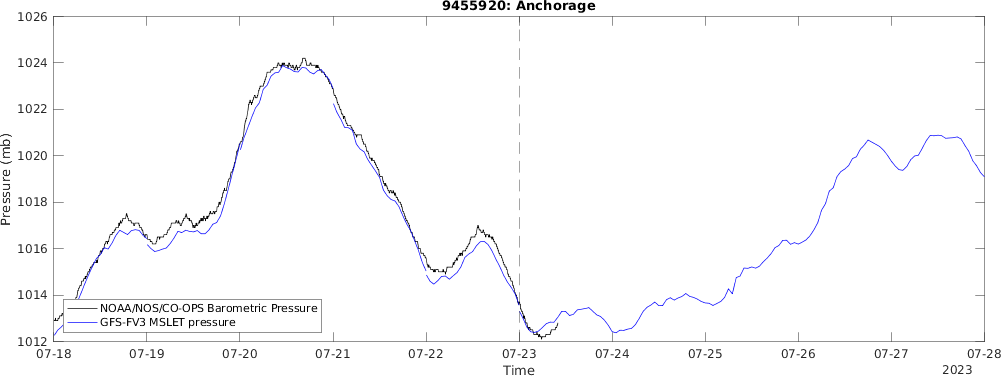 9455920: Anchorage
1026
1024
1022
1020
1018
1016
1014
1012
Pressure (mb)
NOAA/NOS/CO-OPS Barometric Pressure
GFS-FV3 MSLET pressure
07-18 07-19 07-20 07-21 07-22 07-23 07-24 07-25 07-26 07-27 07-28
Time
2023